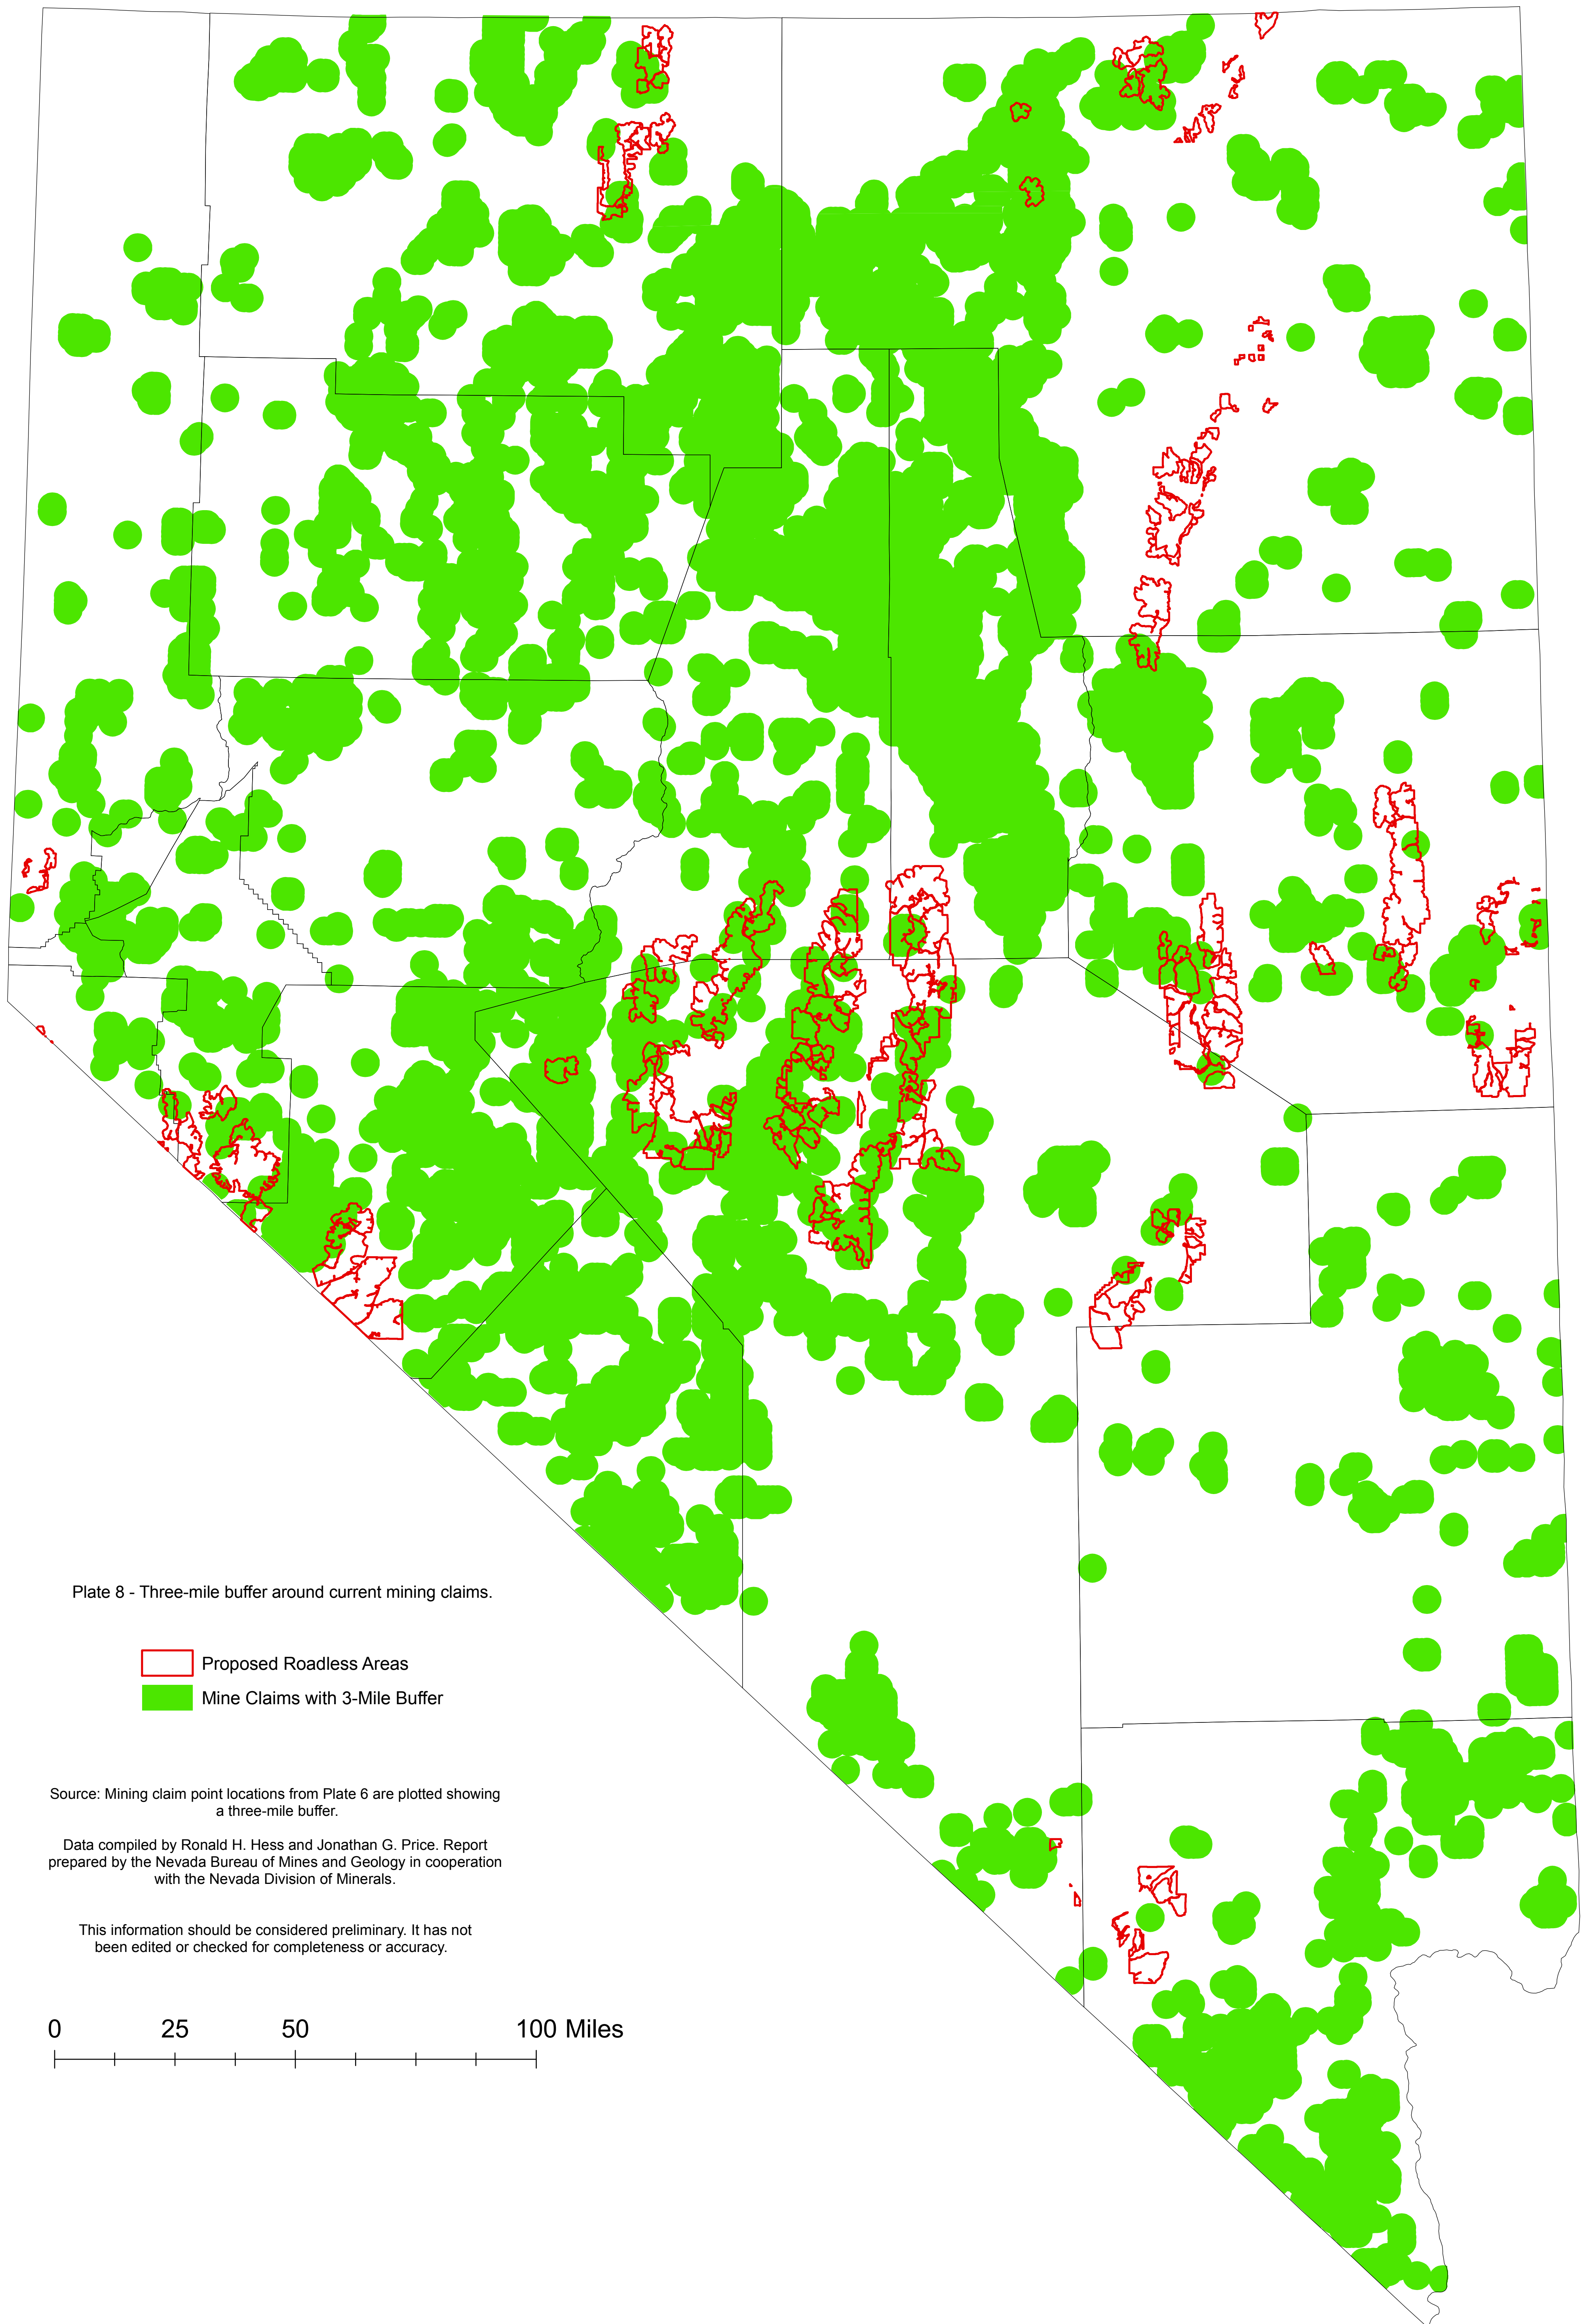 Plate 8 - Three-mile buffer around current mining claims.
Proposed Roadless Areas
Mine Claims with 3-Mile Buffer
Source: Mining claim point locations from Plate 6 are plotted showing
a three-mile buffer.
Data compiled by Ronald H. Hess and Jonathan G. Price. Report
prepared by the Nevada Bureau of Mines and Geology in cooperation
with the Nevada Division of Minerals.
This information should be considered preliminary. It has not
been edited or checked for completeness or accuracy.
0 25 50 100 Miles